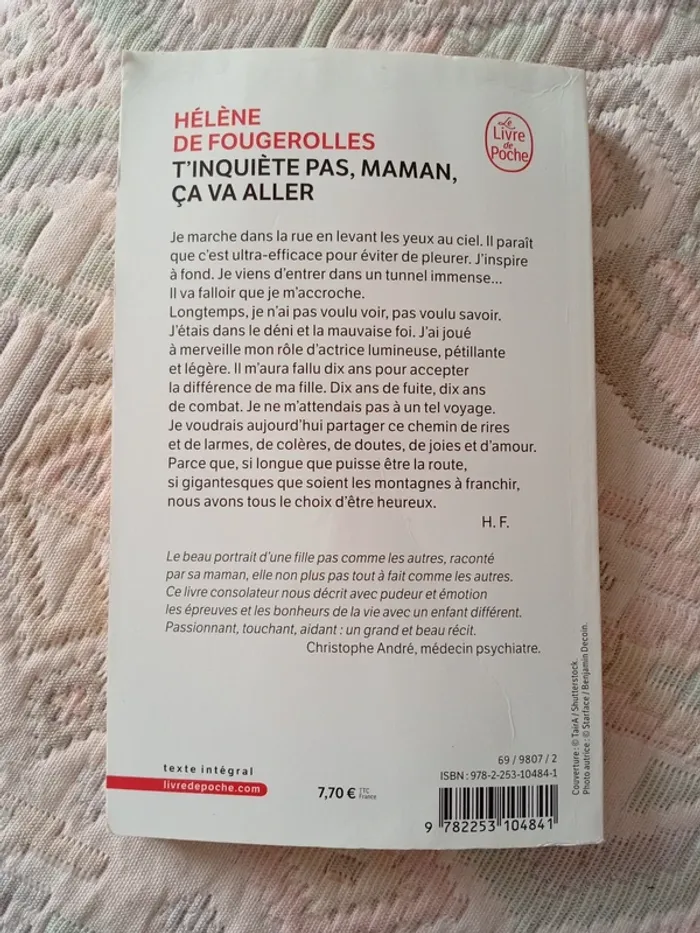 HÉLÈNE
DE FOUGEROLLES
T'INQUIÈTE PAS, MAMAN,
ÇA VA ALLER
Le
Livre
de
Poche
Je marche dans la rue en levant les yeux au ciel. Il paraît
que c'est ultra-efficace pour éviter de pleurer. J'inspire
à fond. Je viens d'entrer dans un tunnel immense...
Il va falloir que je m'accroche.
Longtemps, je n'ai pas voulu voir, pas voulu savoir.
J'étais dans le déni et la mauvaise foi. J'ai joué
à merveille mon rôle d'actrice lumineuse, pétillante
et légère. Il m'aura fallu dix ans pour accepter
la différence de ma fille. Dix ans de fuite, dix ans
de combat. Je ne m'attendais pas à un tel voyage.
Je voudrais aujourd'hui partager ce chemin de rires
et de larmes, de colères, de doutes, de joies et d'amour.
Parce que, si longue que puisse être la route,
si gigantesques que soient les montagnes à franchir,
nous avons tous le choix d'être heureux.
H. F.
Le beau portrait d'une fille pas comme les autres, raconté
par sa maman, elle non plus pas tout à fait comme les autres.
Ce livre consolateur nous décrit avec pudeur et émotion
les épreuves et les bonheurs de la vie avec un enfant différent.
Passionnant, touchant, aidant : un grand et beau récit.
Christophe André, médecin psychiatre.
Couverture : © TairA / Shutterstock.
Photo autrice : © Starface / Benjamin Decoin.
texte intégral
livredepoche.com
7,70 € TTC
France
69 / 9807 / 2
ISBN : 978-2-253-10484-1
9 782253 104841